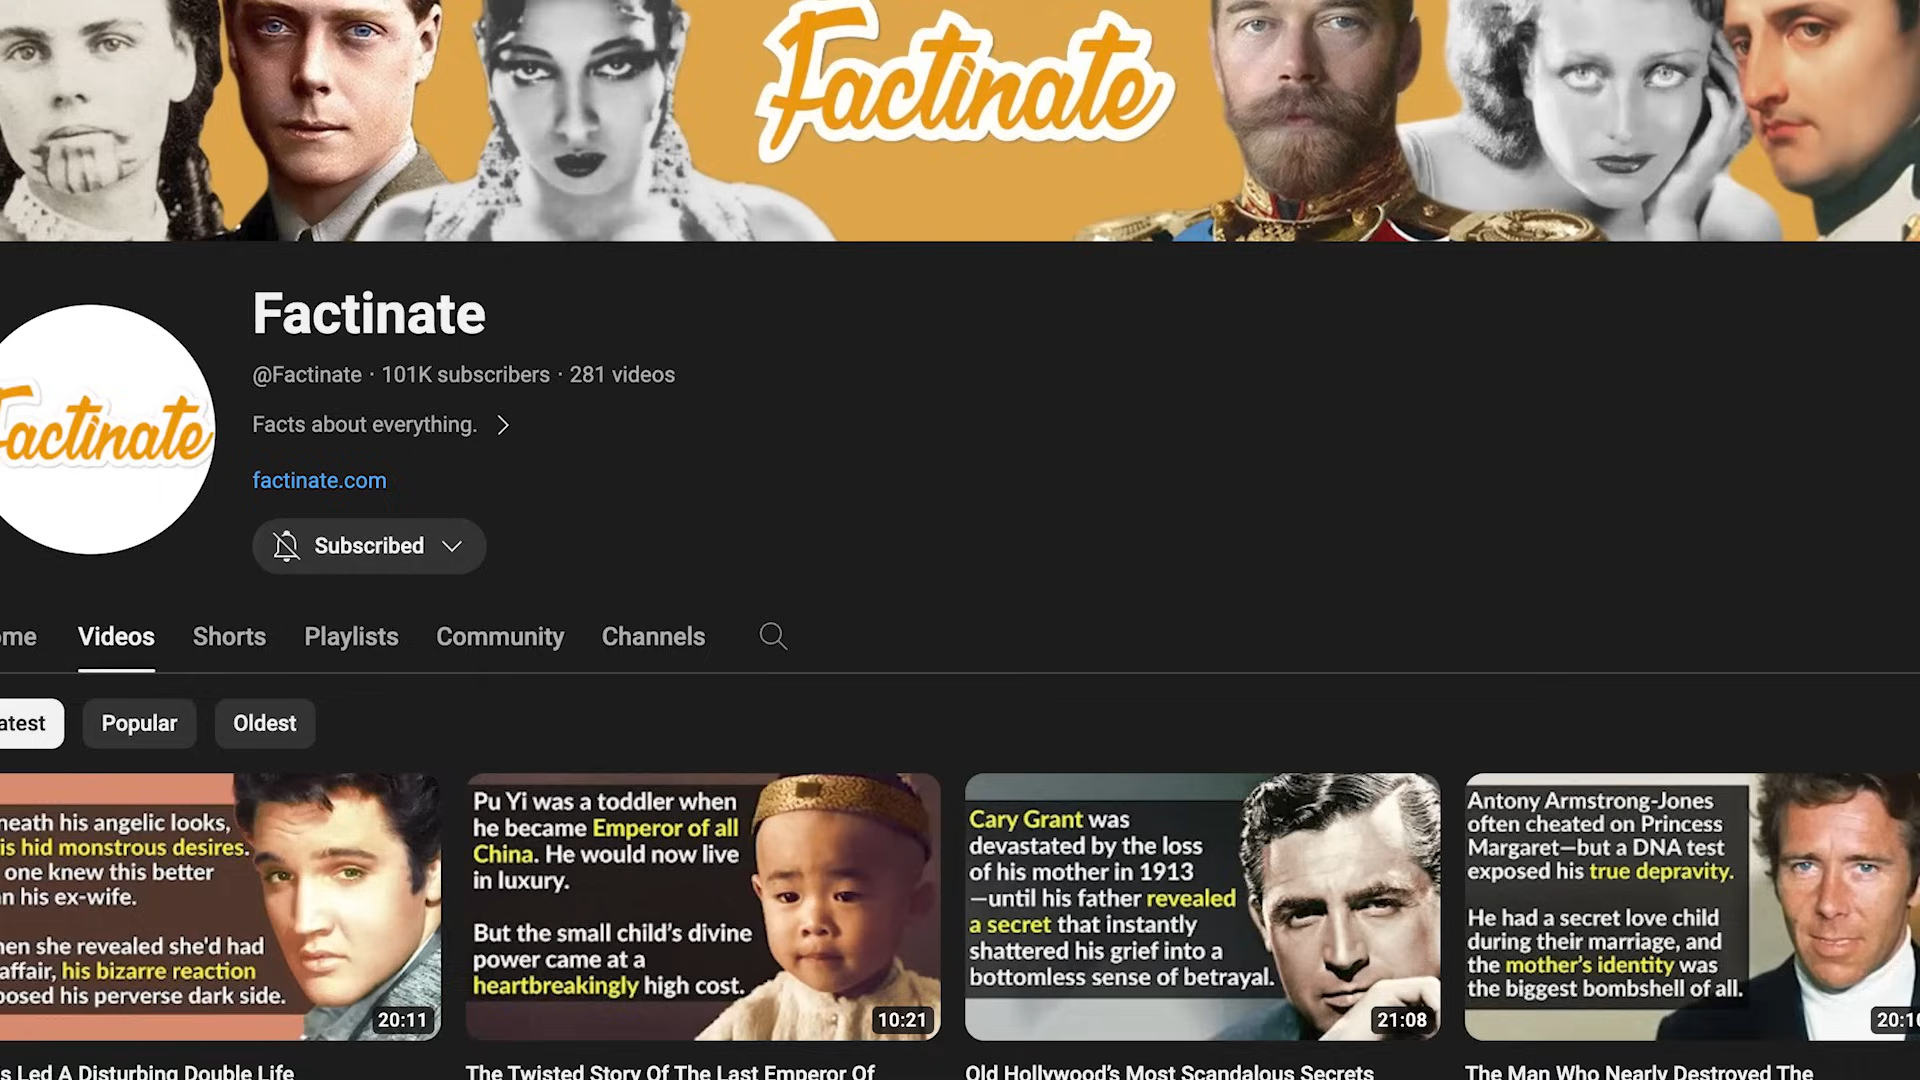 Factinate
Factinate
@Factinate · 101K subscribers · 281 videos
Facts about everything.
factinate.com
Factinate
Subscribed
ome Videos Shorts Playlists Community Channels
atest Popular Oldest
neath his angelic looks,
is hid monstrous desires.
one knew this better
n his ex-wife.
hen she revealed she'd had
affair, his bizarre reaction
posed his perverse dark side.
20:11
Pu Yi was a toddler when
he became Emperor of all
China. He would now live
in luxury.
But the small child's divine
power came at a
heartbreakingly high cost.
10:21
Cary Grant was
devastated by the loss
of his mother in 1913
—until his father revealed
a secret that instantly
shattered his grief into a
bottomless sense of betrayal.
21:08
Antony Armstrong-Jones
often cheated on Princess
Margaret—but a DNA test
exposed his true depravity.
He had a secret love child
during their marriage, and
the mother's identity was
the biggest bombshell of all.
20:10
s Led A Disturbing Double Life
The Twisted Story Of The Last Emperor Of
Old Hollywood's Most Scandalous Secrets
The Man Who Nearly Destroyed The